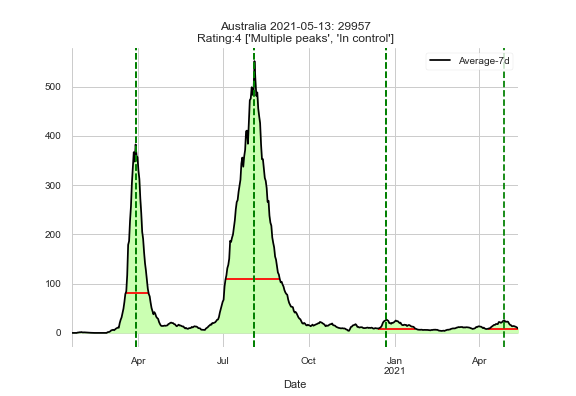 Australia 2021-05-13: 29957
Rating:4 ['Multiple peaks', 'In control']
Average-7d
500
400
300
200
100
0
Apr
Jul
Oct
Jan
2021
Apr
Date